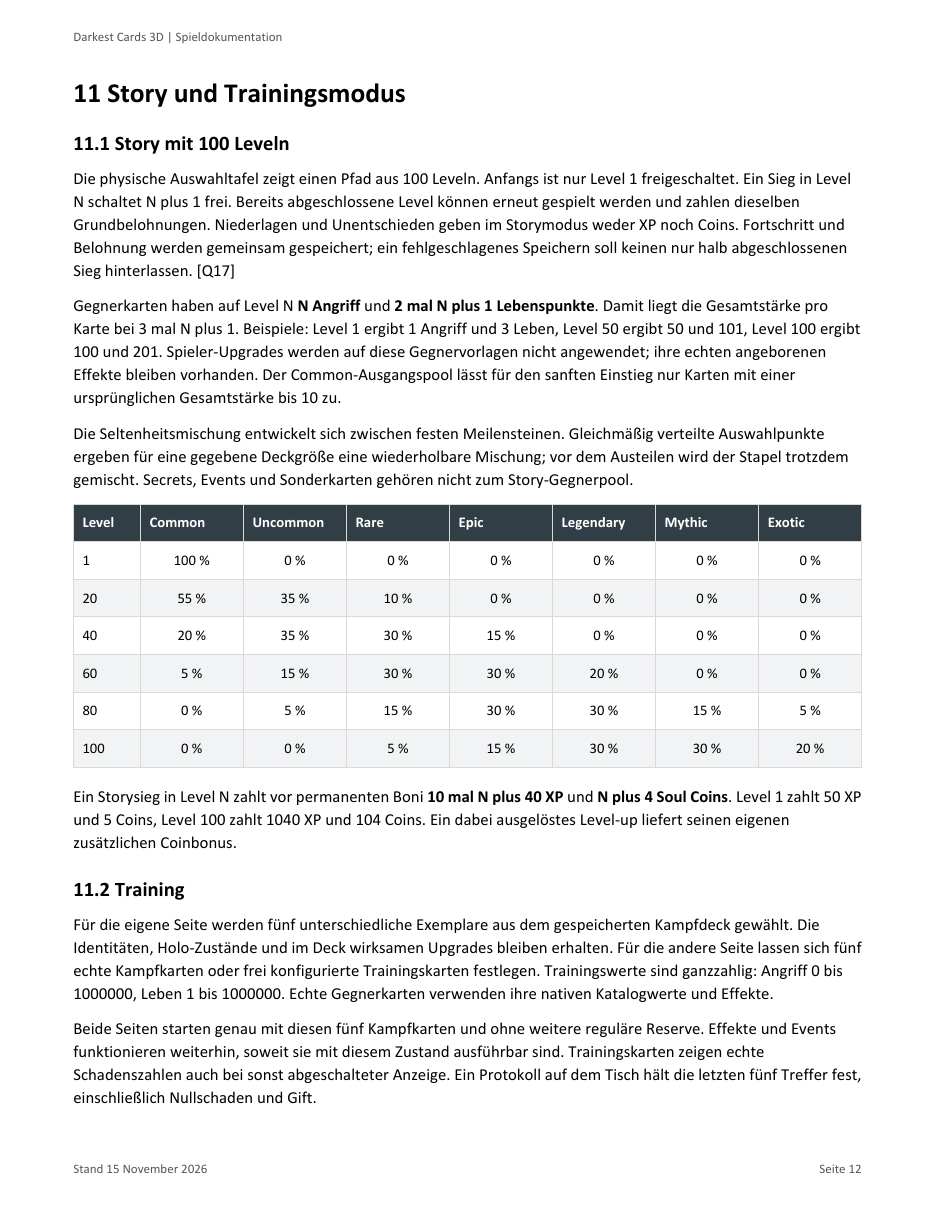 Darkest Cards 3D | Spieldokumentation
11 Story und Trainingsmodus
11.1 Story mit 100 Leveln
Die physische Auswahltafel zeigt einen Pfad aus 100 Leveln. Anfangs ist nur Level 1 freigeschaltet. Ein Sieg in Level
N schaltet N plus 1 frei. Bereits abgeschlossene Level können erneut gespielt werden und zahlen dieselben
Grundbelohnungen. Niederlagen und Unentschieden geben im Storymodus weder XP noch Coins. Fortschritt und
Belohnung werden gemeinsam gespeichert; ein fehlgeschlagenes Speichern soll keinen nur halb abgeschlossenen
Sieg hinterlassen. [Q17]
Gegnerkarten haben auf Level N N Angriff und 2 mal N plus 1 Lebenspunkte. Damit liegt die Gesamtstärke pro
Karte bei 3 mal N plus 1. Beispiele: Level 1 ergibt 1 Angriff und 3 Leben, Level 50 ergibt 50 und 101, Level 100 ergibt
100 und 201. Spieler-Upgrades werden auf diese Gegnervorlagen nicht angewendet; ihre echten angeborenen
Effekte bleiben vorhanden. Der Common-Ausgangspool lässt für den sanften Einstieg nur Karten mit einer
ursprünglichen Gesamtstärke bis 10 zu.
Die Seltenheitsmischung entwickelt sich zwischen festen Meilensteinen. Gleichmäßig verteilte Auswahlpunkte
ergeben für eine gegebene Deckgröße eine wiederholbare Mischung; vor dem Austeilen wird der Stapel trotzdem
gemischt. Secrets, Events und Sonderkarten gehören nicht zum Story-Gegnerpool.
Level Common Uncommon Rare Epic Legendary Mythic Exotic
1 100 % 0 % 0 % 0 % 0 % 0 % 0 %
20 55 % 35 % 10 % 0 % 0 % 0 % 0 %
40 20 % 35 % 30 % 15 % 0 % 0 % 0 %
60 5 % 15 % 30 % 30 % 20 % 0 % 0 %
80 0 % 5 % 15 % 30 % 30 % 15 % 5 %
100 0 % 0 % 5 % 15 % 30 % 30 % 20 %
Ein Storysieg in Level N zahlt vor permanenten Boni 10 mal N plus 40 XP und N plus 4 Soul Coins. Level 1 zahlt 50 XP
und 5 Coins, Level 100 zahlt 1040 XP und 104 Coins. Ein dabei ausgelöstes Level-up liefert seinen eigenen
zusätzlichen Coinbonus.
11.2 Training
Für die eigene Seite werden fünf unterschiedliche Exemplare aus dem gespeicherten Kampfdeck gewählt. Die
Identitäten, Holo-Zustände und im Deck wirksamen Upgrades bleiben erhalten. Für die andere Seite lassen sich fünf
echte Kampfkarten oder frei konfigurierte Trainingskarten festlegen. Trainingswerte sind ganzzahlig: Angriff 0 bis
1000000, Leben 1 bis 1000000. Echte Gegnerkarten verwenden ihre nativen Katalogwerte und Effekte.
Beide Seiten starten genau mit diesen fünf Kampfkarten und ohne weitere reguläre Reserve. Effekte und Events
funktionieren weiterhin, soweit sie mit diesem Zustand ausführbar sind. Trainingskarten zeigen echte
Schadenszahlen auch bei sonst abgeschalteter Anzeige. Ein Protokoll auf dem Tisch hält die letzten fünf Treffer fest,
einschließlich Nullschaden und Gift.
Stand 15 November 2026
Seite 12